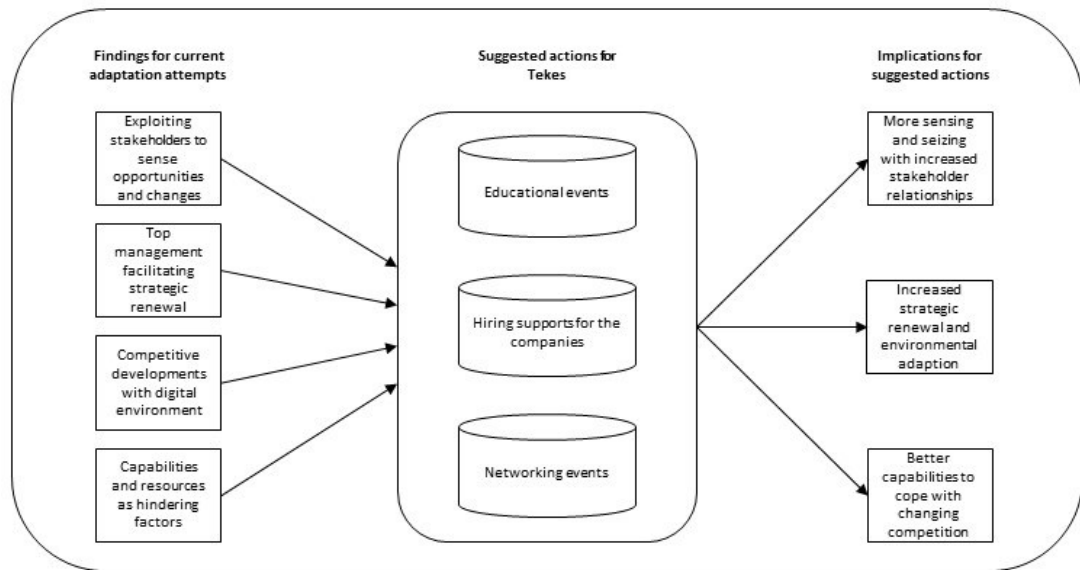 Findings for current
adaptation attempts
Exploiting
stakeholders to
sense
opportunities
and changes
Top
management
facilitating
strategic
renewal
Competitive
developments
with digital
environment
Capabilities
and resources
as hindering
factors
Suggested actions for
Tekes
Educational events
Hiring supports for the
companies
Networking events
Implications for
suggested actions
More sensing
and seizing
with increased
stakeholder
relationships
Increased
strategic
renewal and
environmental
adaption
Better
capabilities to
cope with
changing
competition